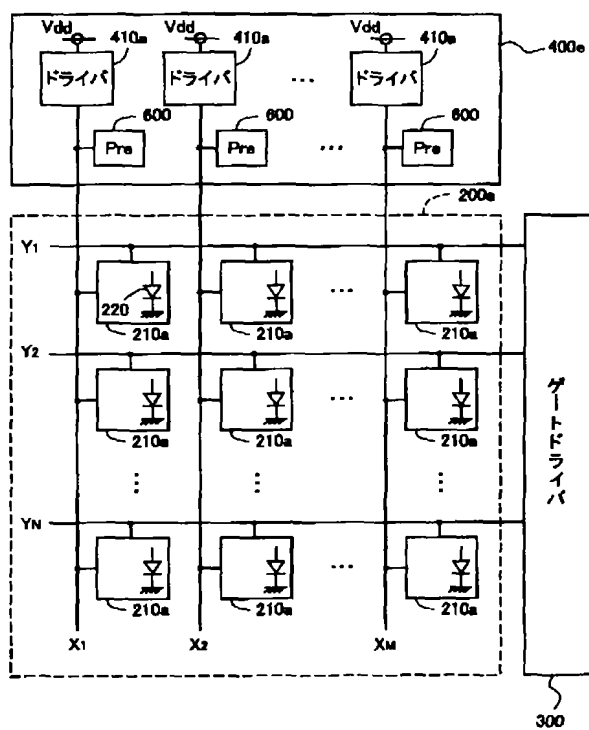 Vdd 410a Vdd 410a Vdd 410a 400e
ドライバ ドライバ … ドライバ
600 600 600
Pre Pre … Pre
200a
Y1
220 …
210a 210a 210a
Y2
…
210a 210a 210a
ゲートドライバ
⋮ ⋮ ⋮
YN
…
210a 210a 210a
X1 X2 XM
300